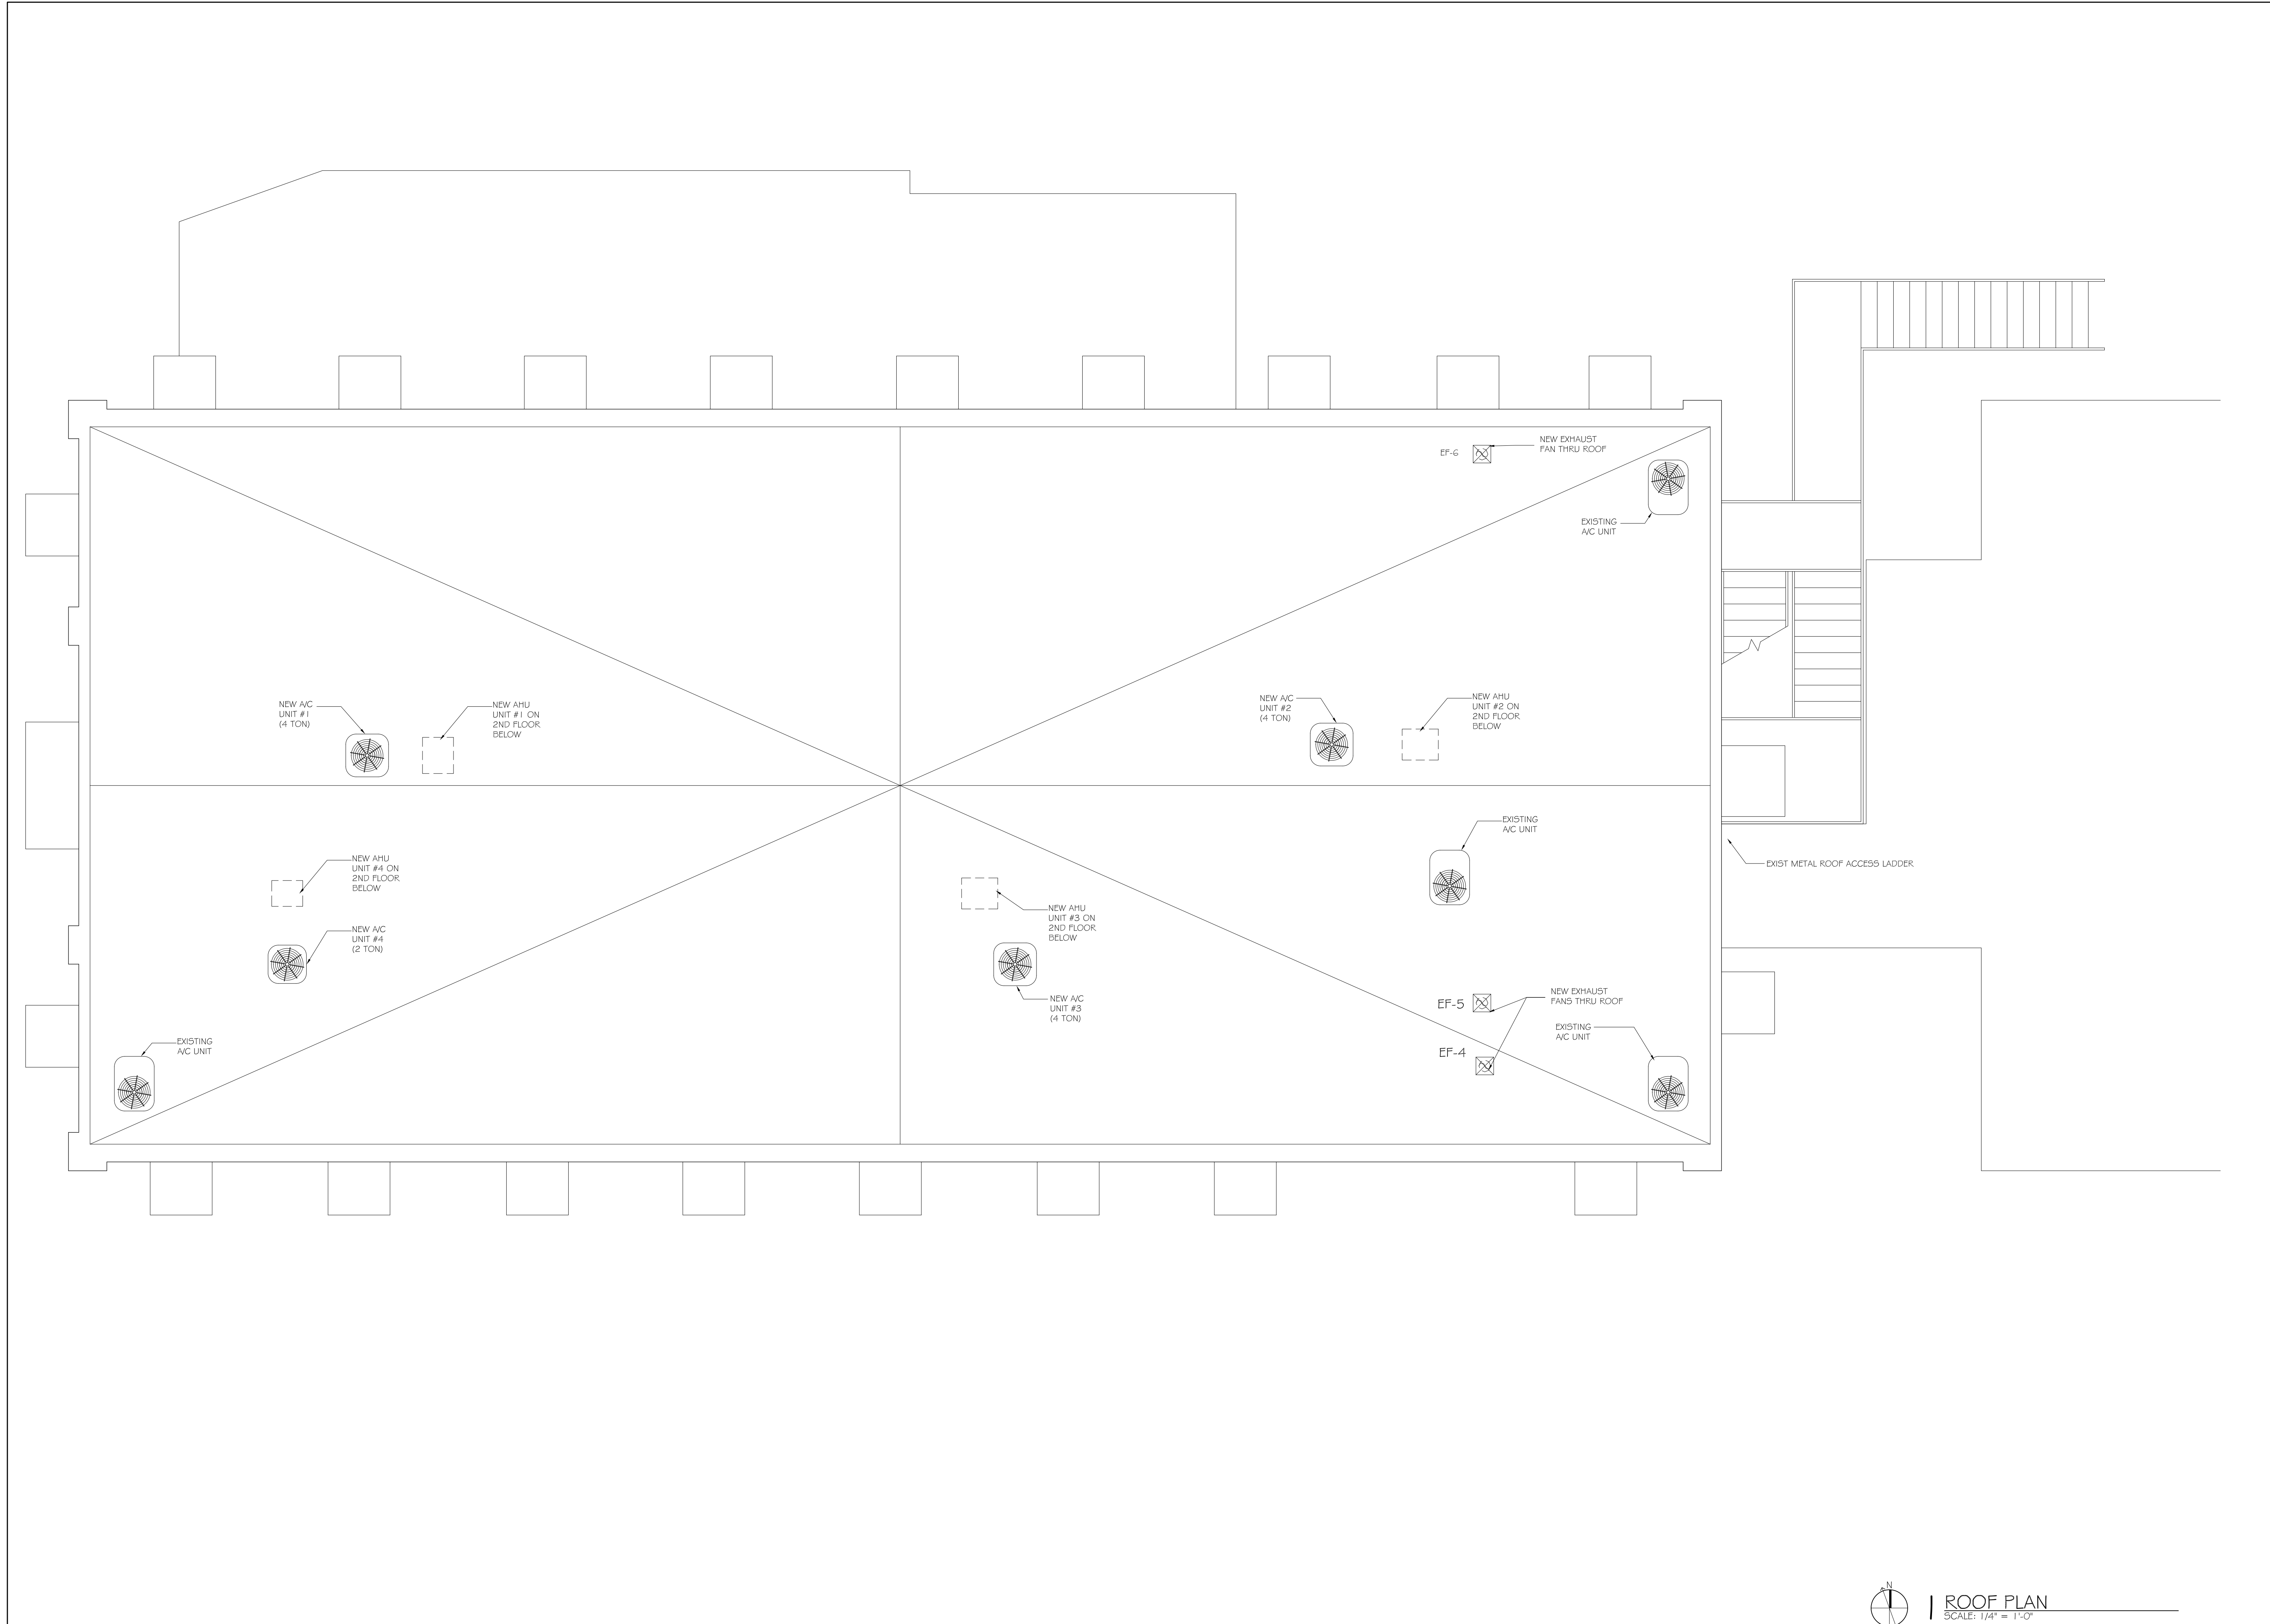 EF-6
NEW EXHAUST
FAN THRU ROOF
EXISTING
A/C UNIT
NEW A/C
UNIT #1
(4 TON)
NEW AHU
UNIT #1 ON
2ND FLOOR
BELOW
NEW A/C
UNIT #2
(4 TON)
NEW AHU
UNIT #2 ON
2ND FLOOR
BELOW
EXISTING
A/C UNIT
NEW AHU
UNIT #4 ON
2ND FLOOR
BELOW
EXIST METAL ROOF ACCESS LADDER
NEW AHU
UNIT #3 ON
2ND FLOOR
BELOW
NEW A/C
UNIT #4
(2 TON)
NEW A/C
UNIT #3
(4 TON)
EF-5
NEW EXHAUST
FANS THRU ROOF
EXISTING
A/C UNIT
EXISTING
A/C UNIT
EF-4
N
1 ROOF PLAN
SCALE: 1/4" = 1'-0"